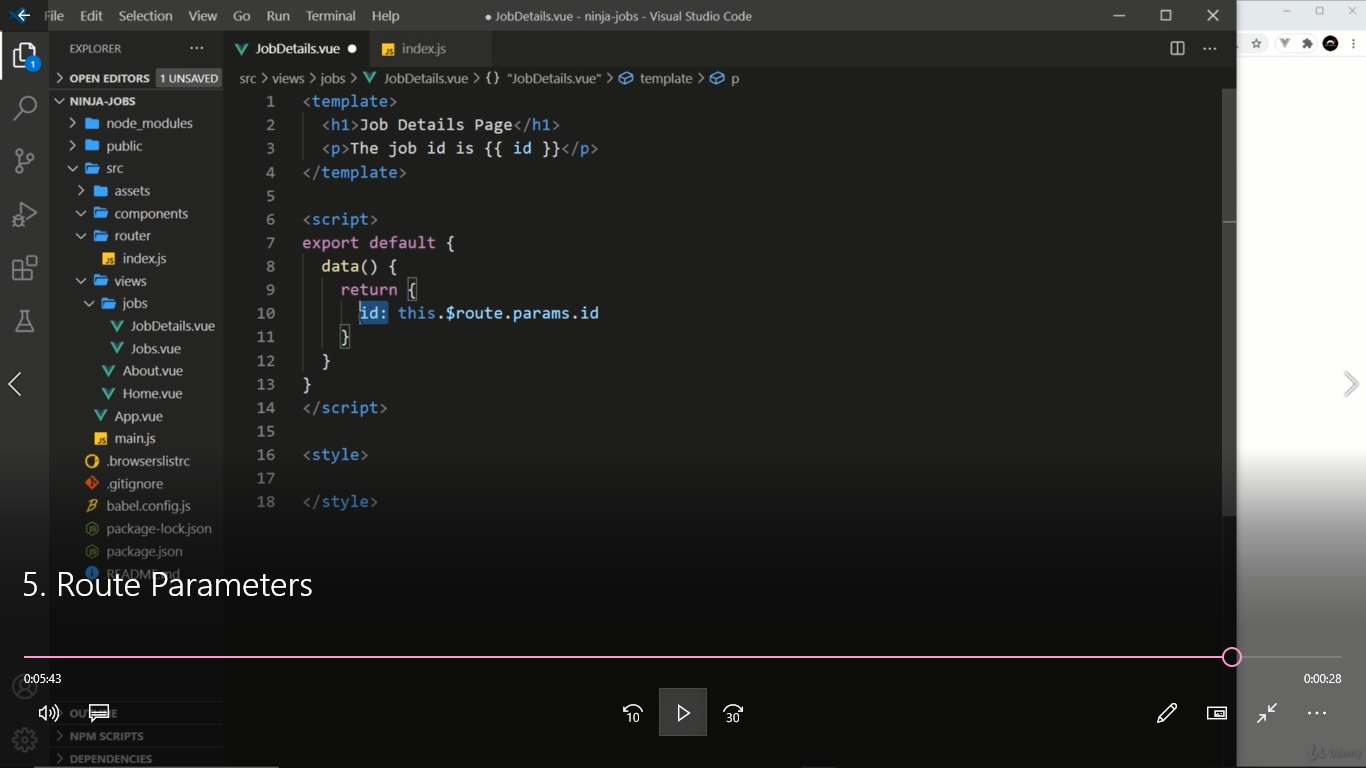 File Edit Selection View Go Run Terminal Help ● JobDetails.vue - ninja-jobs - Visual Studio Code
EXPLORER ···
JobDetails.vue ● JS index.js
> OPEN EDITORS 1 UNSAVED
src > views > jobs > JobDetails.vue > {} "JobDetails.vue" > template > p
NINJA-JOBS
node_modules
public
src
assets
components
router
JS index.js
views
jobs
JobDetails.vue
Jobs.vue
About.vue
Home.vue
App.vue
JS main.js
.browserslistrc
.gitignore
babel.config.js
package-lock.json
package.json
README.md
1 <template>
2 <h1>Job Details Page</h1>
3 <p>The job id is {{ id }}</p>
4 </template>
5
6 <script>
7 export default {
8 data() {
9 return {
10 id: this.$route.params.id
11 }
12 }
13 }
14 </script>
15
16 <style>
17
18 </style>
1
5. Route Parameters
0:05:43
0:00:28
10
30
OUTLINE
> NPM SCRIPTS
> DEPENDENCIES
Udemy